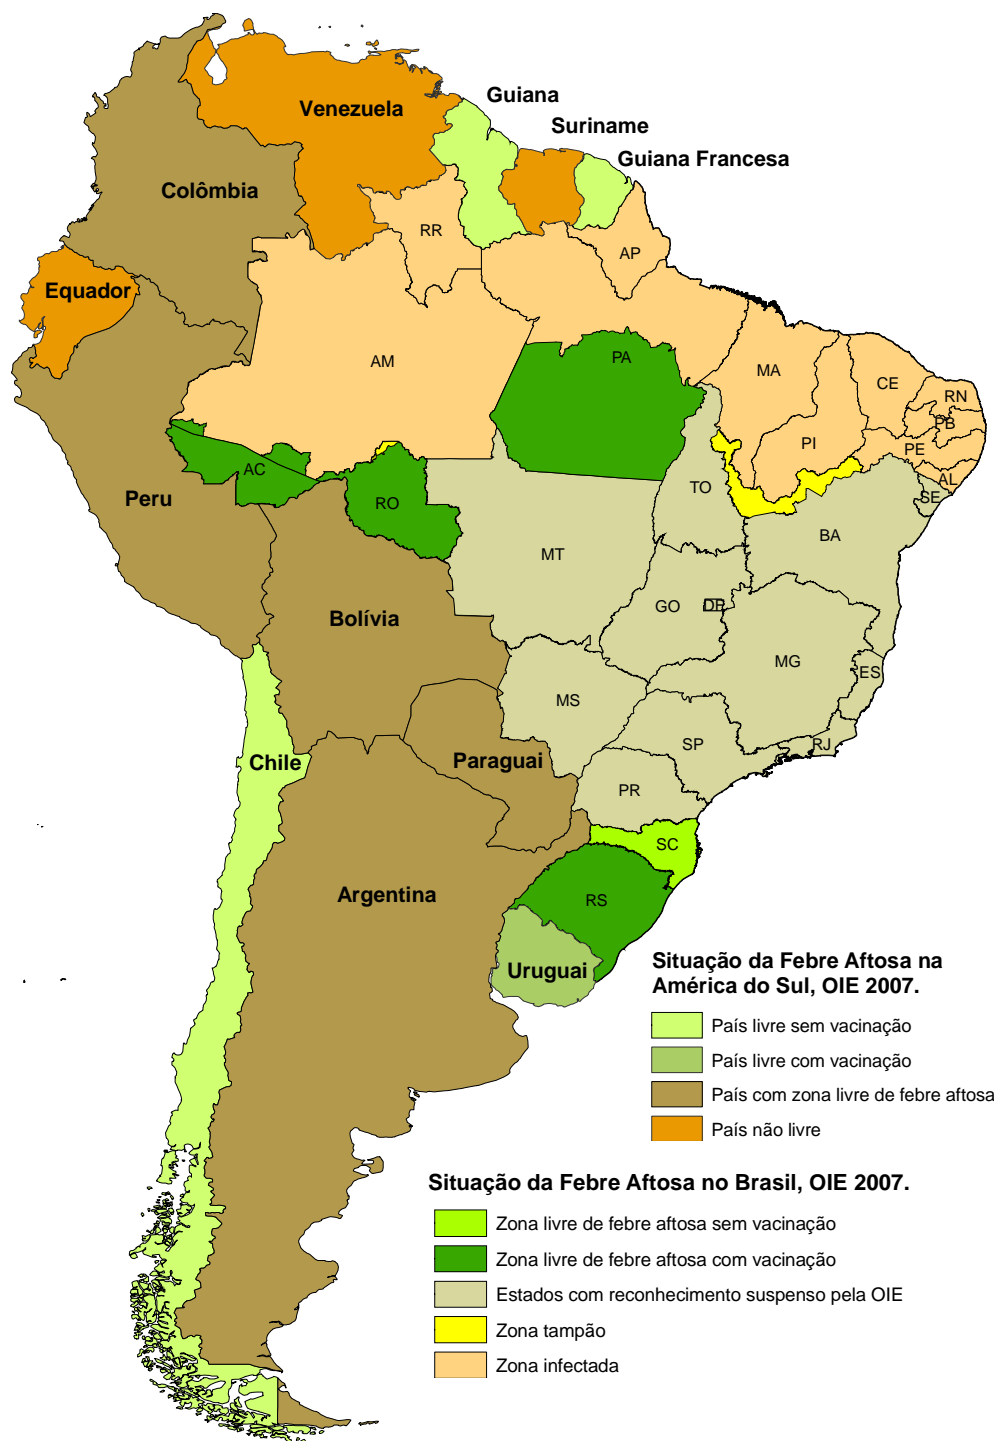 Guiana
Suriname
Guiana Francesa
Venezuela
Colômbia
Equador
Peru
Bolívia
Chile
Paraguai
Argentina
Uruguai
RR
AP
AM
PA
MA
CE
RN
PB
PE
AL
SE
PI
AC
RO
TO
BA
MT
GO
DF
MG
ES
MS
SP
RJ
PR
SC
RS
Situação da Febre Aftosa na
América do Sul, OIE 2007.
País livre sem vacinação
País livre com vacinação
País com zona livre de febre aftosa
País não livre
Situação da Febre Aftosa no Brasil, OIE 2007.
Zona livre de febre aftosa sem vacinação
Zona livre de febre aftosa com vacinação
Estados com reconhecimento suspenso pela OIE
Zona tampão
Zona infectada